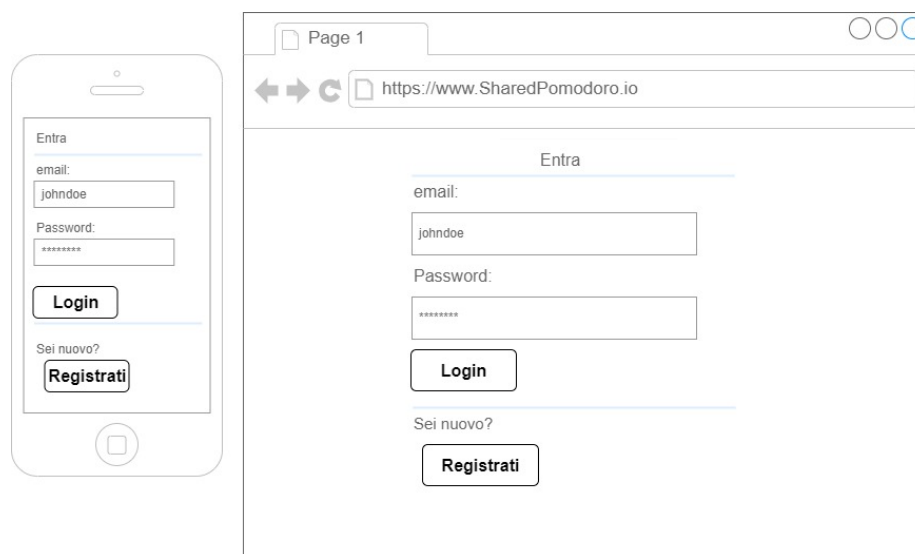 Entra
email:
johndoe
Password:
********
Login
Sei nuovo?
Registrati
Page 1
https://www.SharedPomodoro.io
Entra
email:
johndoe
Password:
********
Login
Sei nuovo?
Registrati